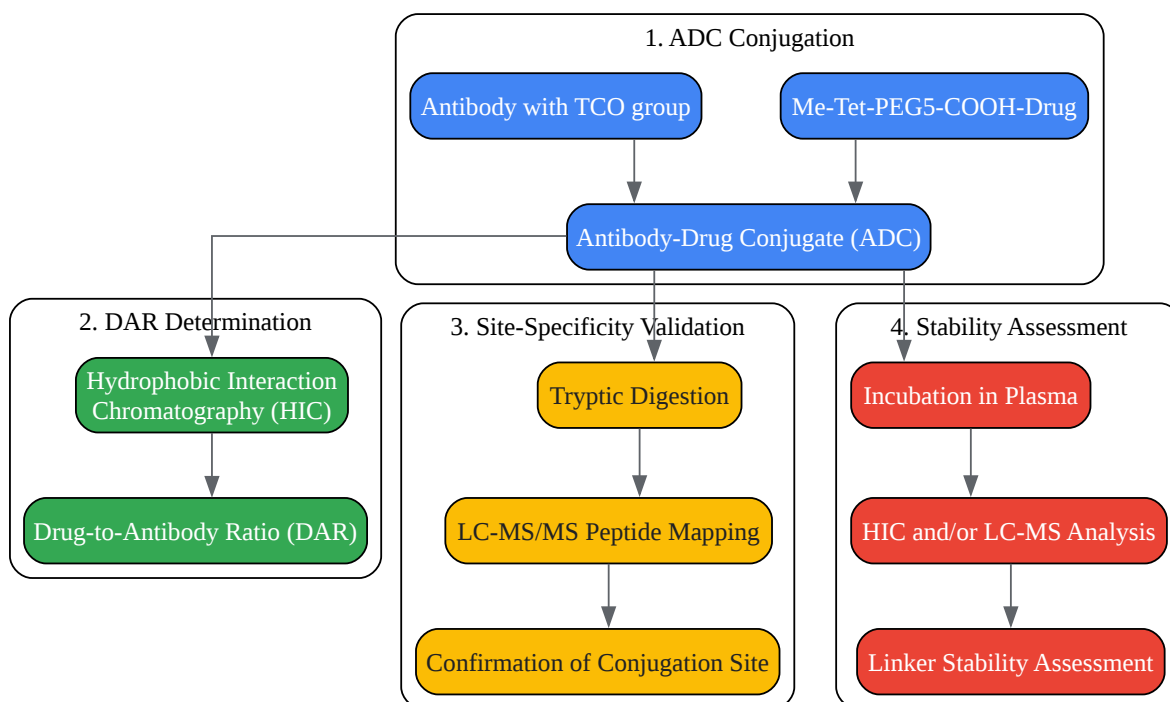 1. ADC Conjugation
Antibody with TCO group
Me-Tet-PEG5-COOH-Drug
Antibody-Drug Conjugate (ADC)
2. DAR Determination
Hydrophobic Interaction
Chromatography (HIC)
Drug-to-Antibody Ratio (DAR)
3. Site-Specificity Validation
Tryptic Digestion
LC-MS/MS Peptide Mapping
Confirmation of Conjugation Site
4. Stability Assessment
Incubation in Plasma
HIC and/or LC-MS Analysis
Linker Stability Assessment